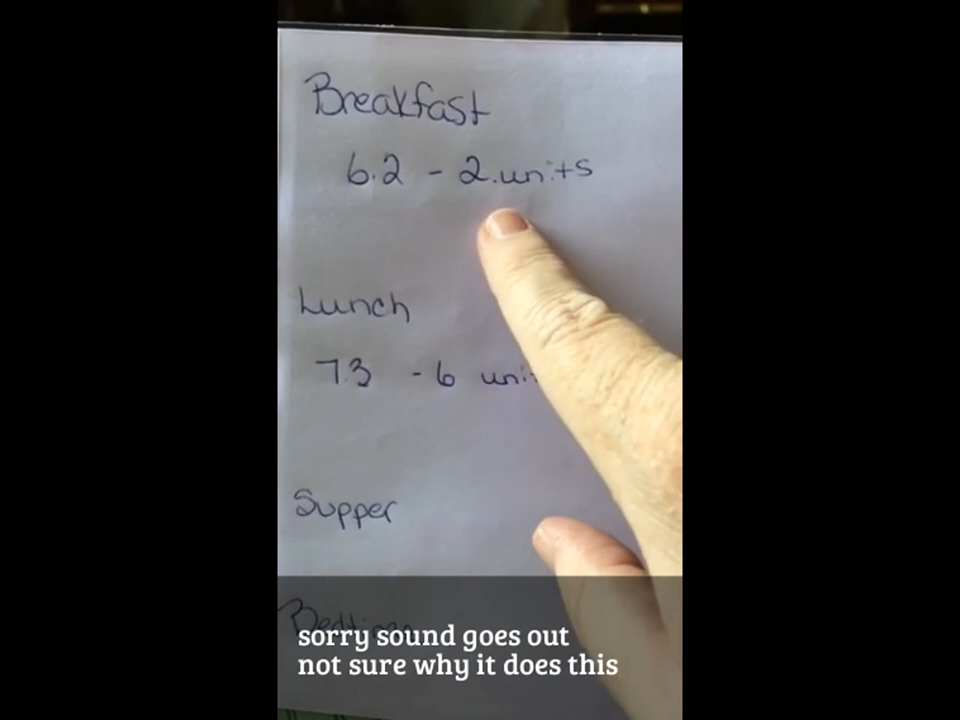 Breakfast
6.2 - 2.units
Lunch
7.3 - 6 unit
Supper
sorry sound goes out
not sure why it does this